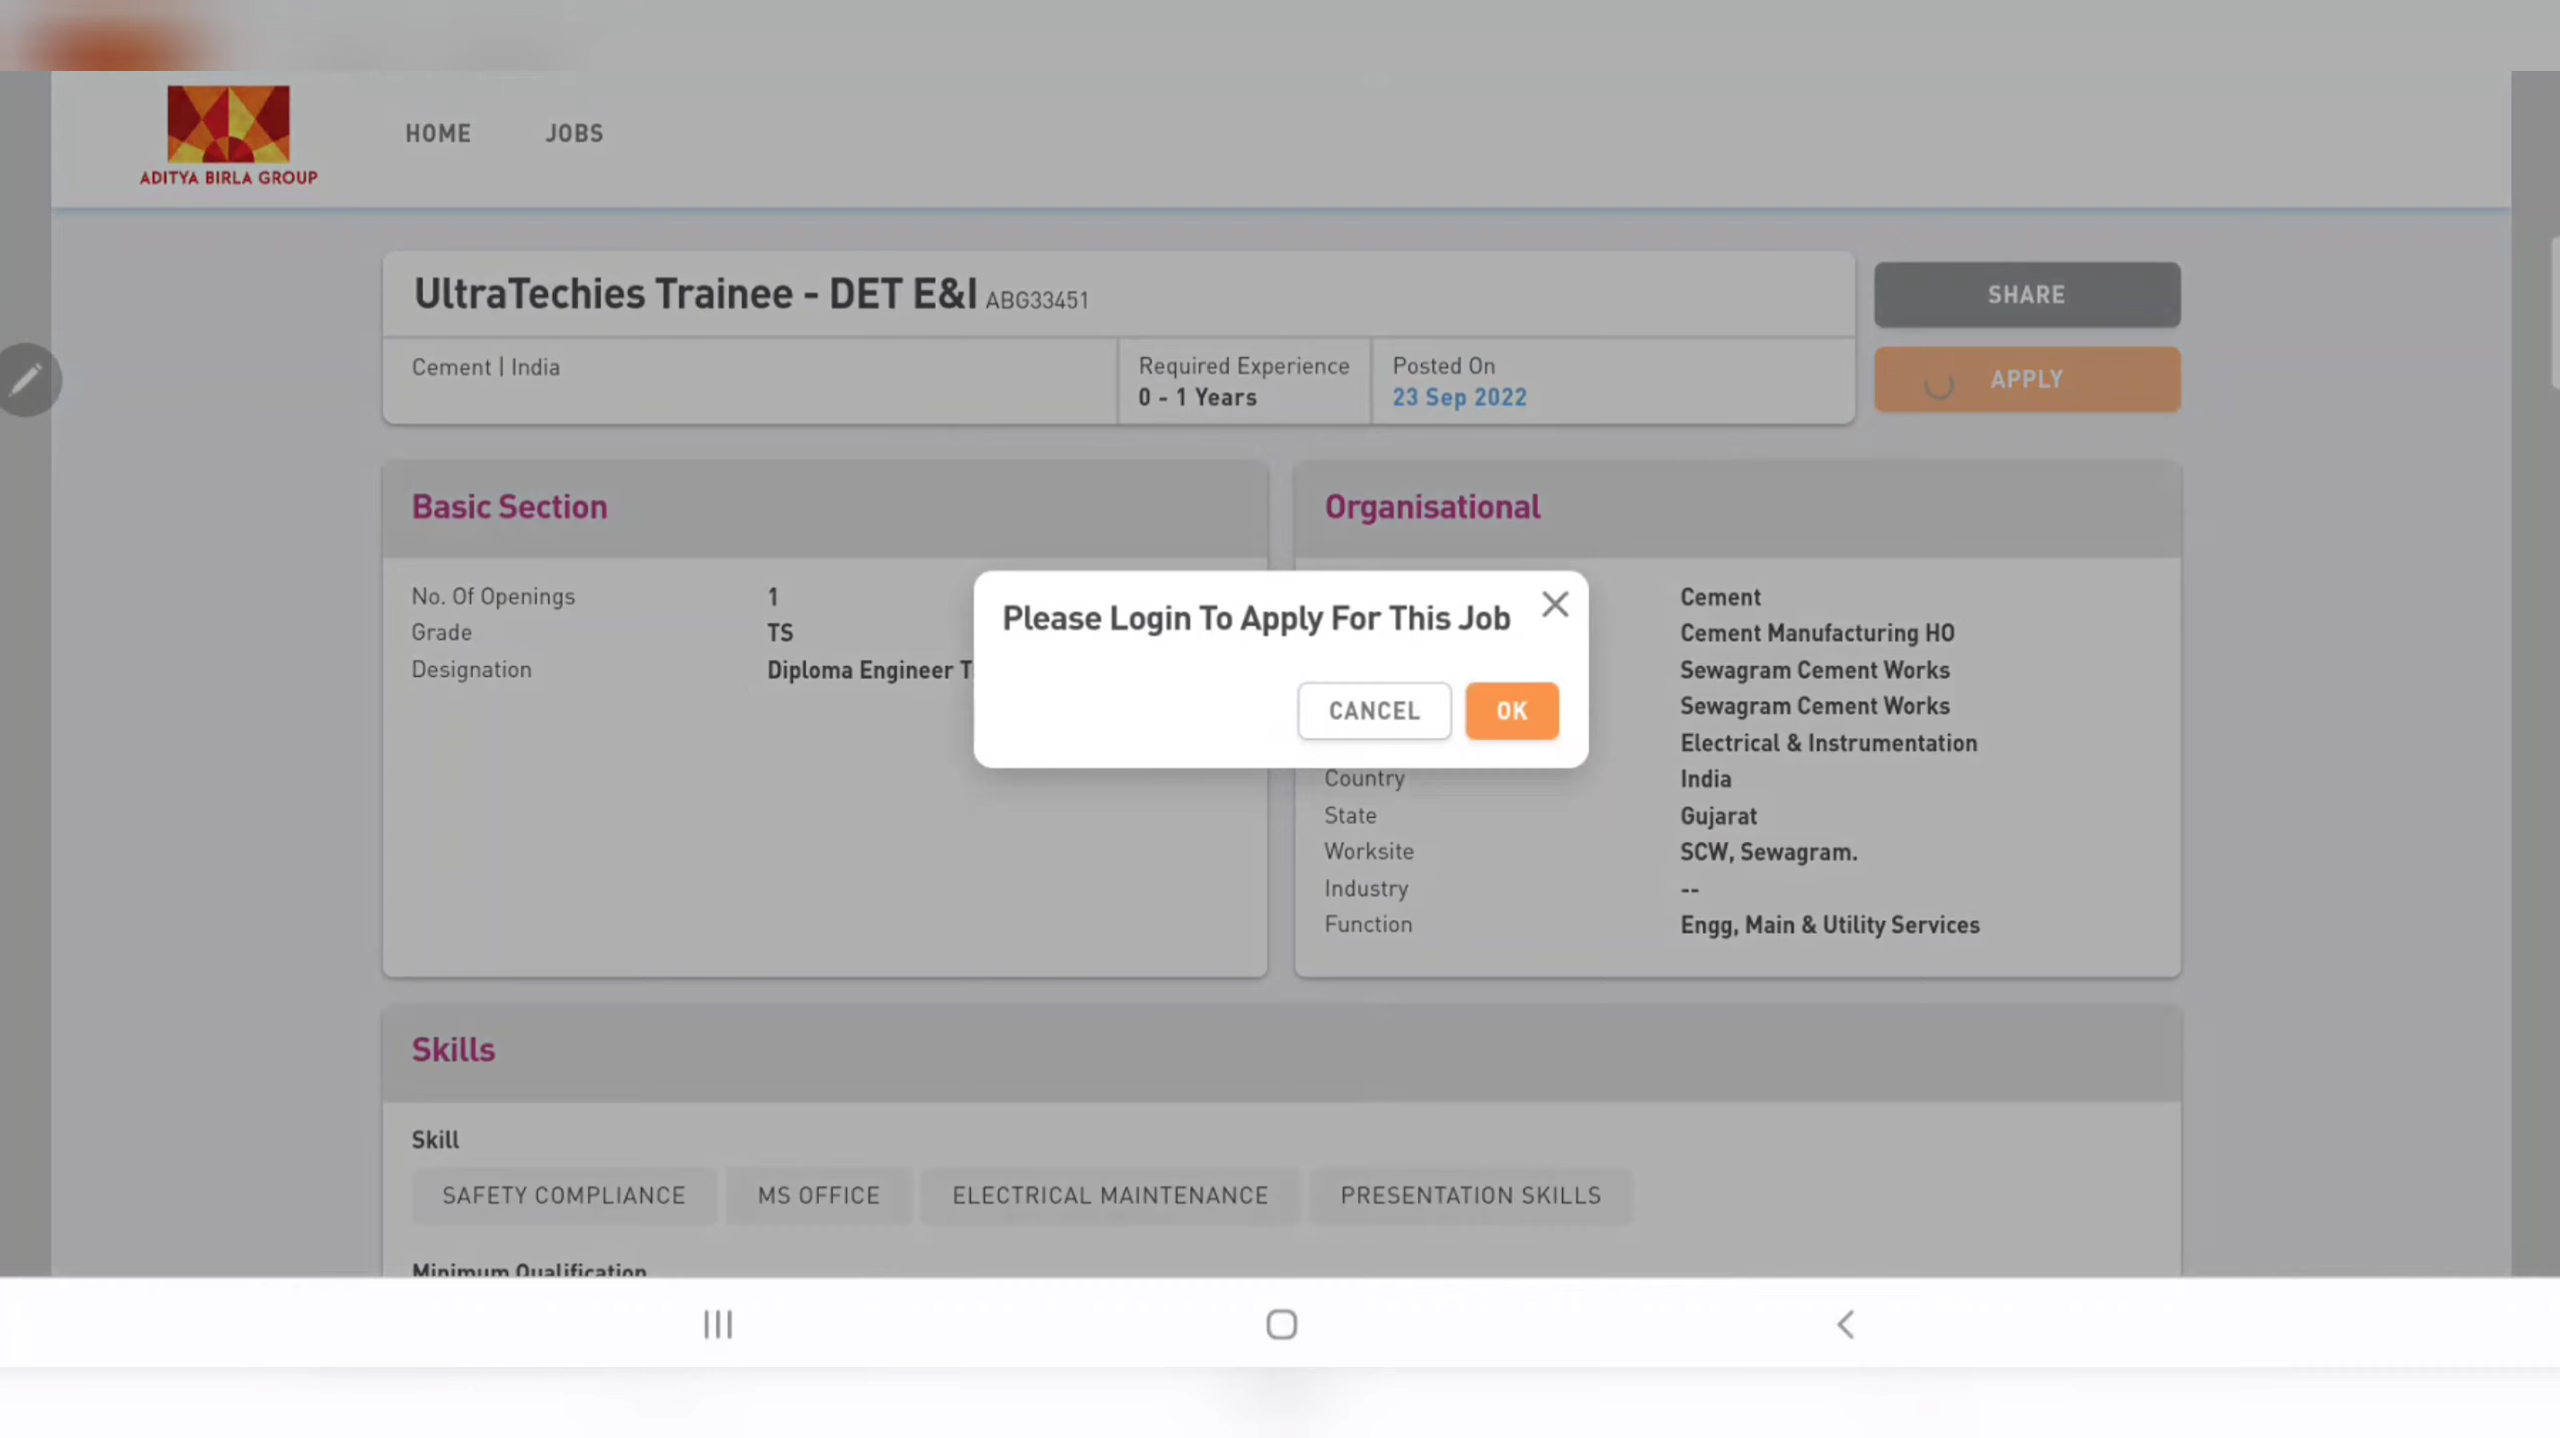 ADITYA BIRLA GROUP
HOME
JOBS
UltraTechies Trainee - DET E&I ABG33451
SHARE
Cement | India
Required Experience
0 - 1 Years
Posted On
23 Sep 2022
APPLY
Basic Section
No. Of Openings 1
Grade TS
Designation Diploma Engineer
Organisational
Cement
Cement Manufacturing HO
Sewagram Cement Works
Sewagram Cement Works
Electrical & Instrumentation
Country India
State Gujarat
Worksite SCW, Sewagram.
Industry --
Function Engg, Main & Utility Services
Please Login To Apply For This Job
CANCEL
OK
Skills
Skill
SAFETY COMPLIANCE
MS OFFICE
ELECTRICAL MAINTENANCE
PRESENTATION SKILLS
Minimum Qualification